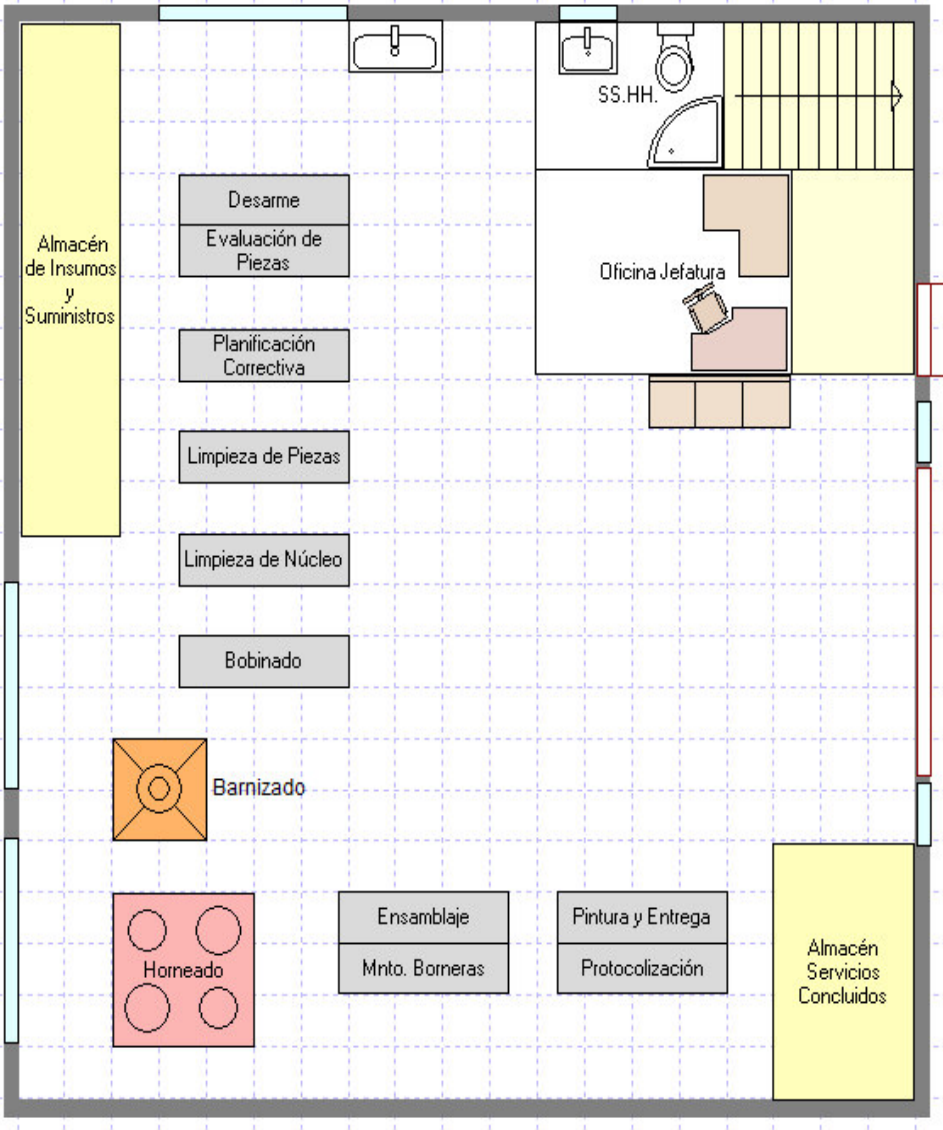 SS.HH.
Desarme
Evaluación de
Piezas
Almacén
de Insumos
y
Suministros
Oficina Jefatura
Planificación
Correctiva
Limpieza de Piezas
Limpieza de Núcleo
Bobinado
Barnizado
Horneado
Ensamblaje
Mnto. Borneras
Pintura y Entrega
Protocolización
Almacén
Servicios
Concluidos